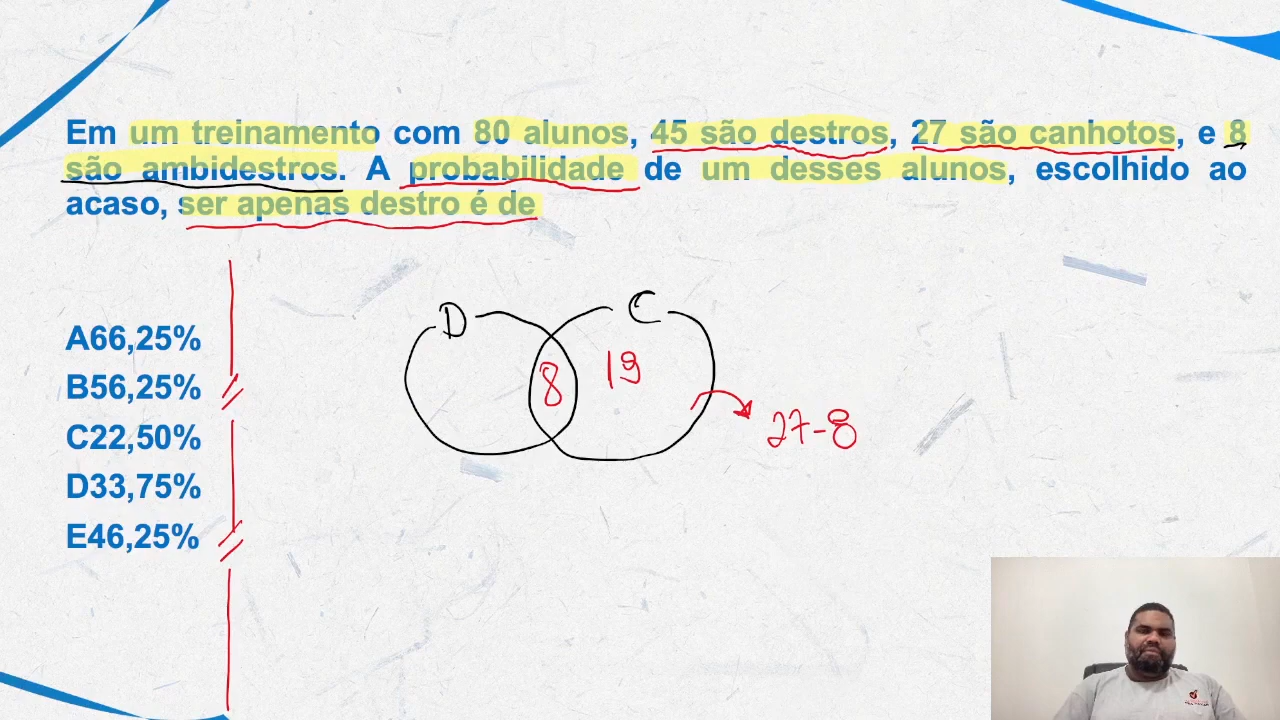 Em um treinamento com 80 alunos, 45 são destros, 27 são canhotos, e 8
são ambidestros. A probabilidade de um desses alunos, escolhido ao
acaso, ser apenas destro é de
A66,25%
B56,25%
C22,50%
D33,75%
E46,25%
D
C
8
19
27-8